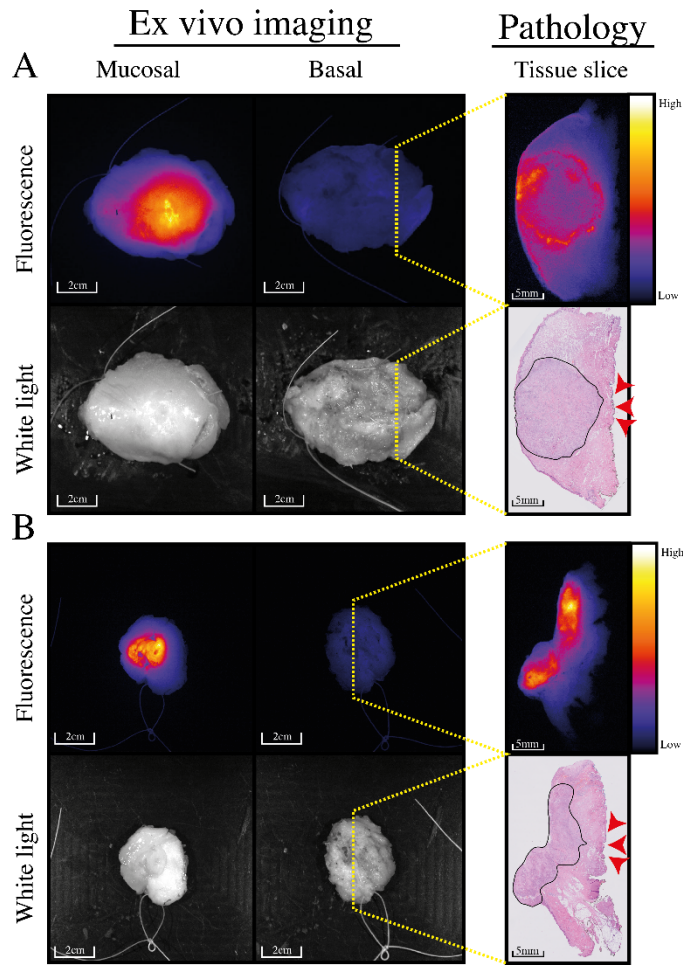 Ex vivo imaging Pathology
A Mucosal Basal Tissue slice
Fluorescence
High
Low
2cm 2cm 5mm
White light
2cm 2cm 5mm
B
Fluorescence
High
Low
2cm 2cm 5mm
White light
2cm 2cm 5mm